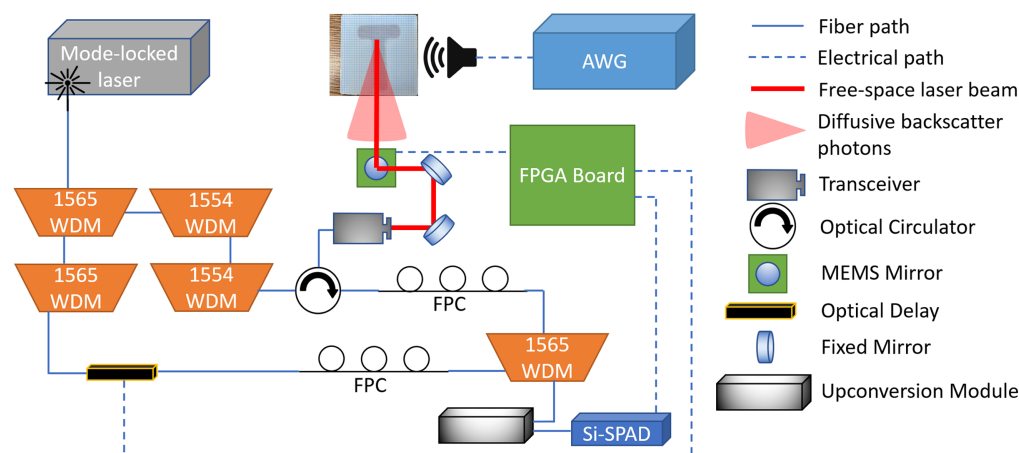 Mode-locked
laser
AWG
FPGA Board
1565
WDM
1554
WDM
1565
WDM
1554
WDM
FPC
1565
WDM
FPC
Si-SPAD
Fiber path
Electrical path
Free-space laser beam
Diffusive backscatter
photons
Transceiver
Optical Circulator
MEMS Mirror
Optical Delay
Fixed Mirror
Upconversion Module